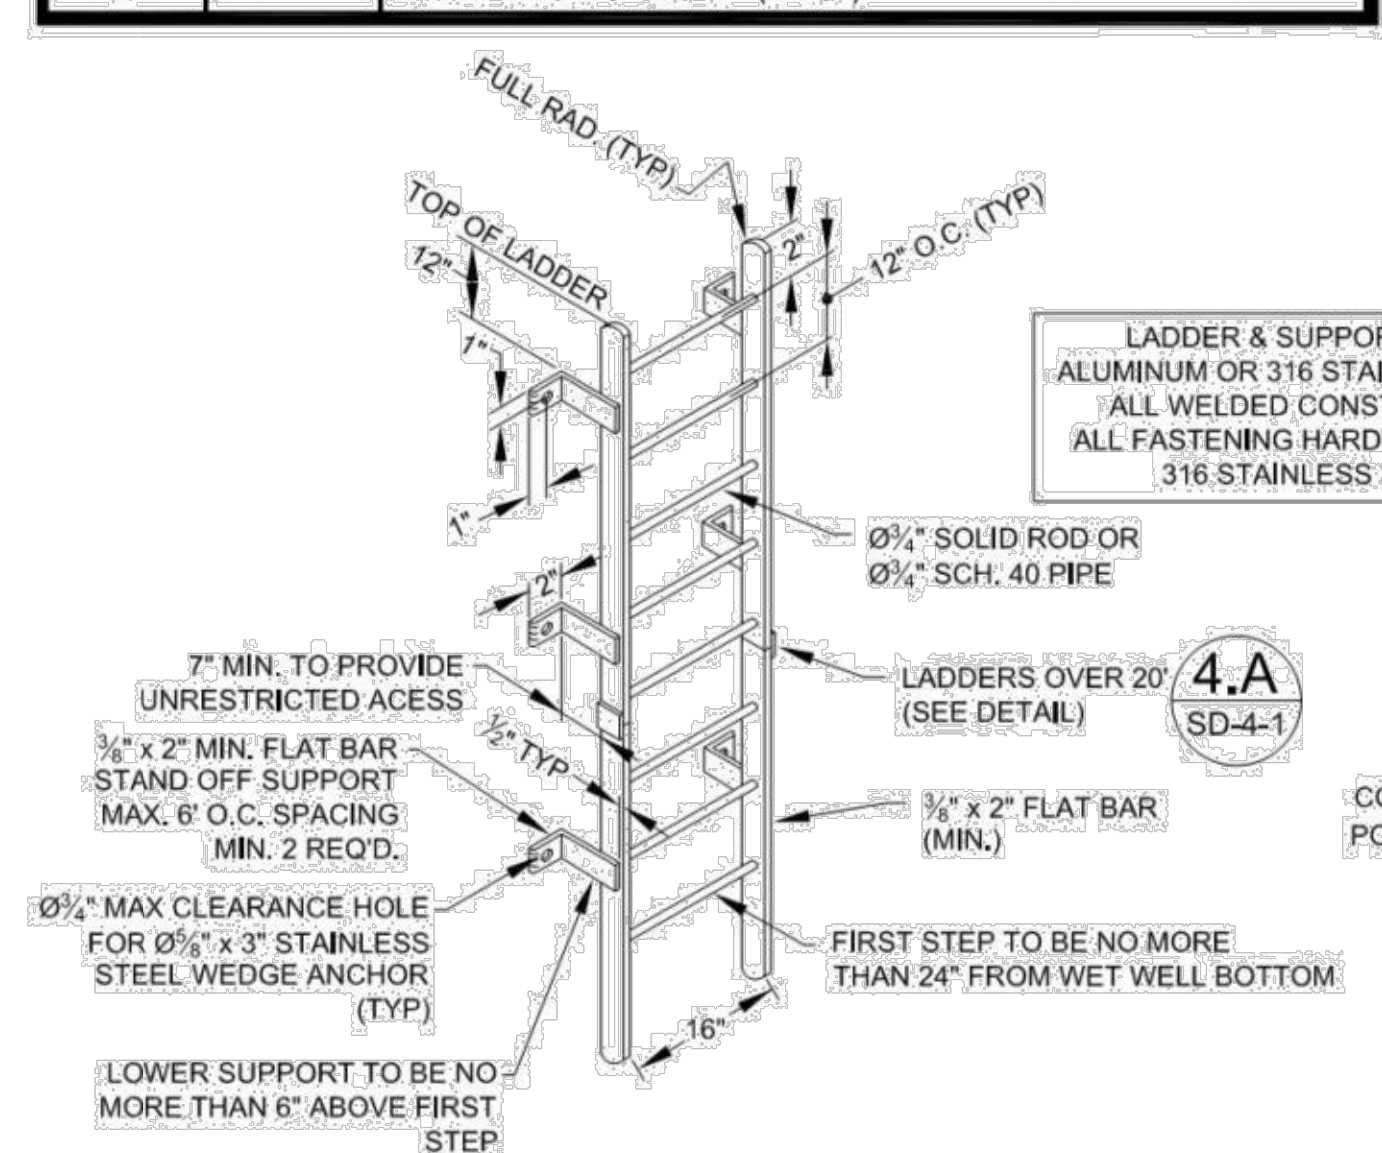 FULL RAD. (TYP)
TOP OF LADDER
12"
2"
12" O.C. (TYP)
1"
1"
LADDER & SUPPOR
ALUMINUM OR 316 STAI
ALL WELDED CONST
ALL FASTENING HARD
316 STAINLESS
Ø¾" SOLID ROD OR
Ø¾" SCH. 40 PIPE
2"
7" MIN. TO PROVIDE
UNRESTRICTED ACESS
LADDERS OVER 20'
(SEE DETAIL)
4.A
SD-4-1
½" TYP
⅜" x 2" MIN. FLAT BAR
STAND OFF SUPPORT
MAX. 6' O.C. SPACING
MIN. 2 REQ'D.
⅜" x 2" FLAT BAR
(MIN.)
CO
PO
Ø¾" MAX CLEARANCE HOLE
FOR Ø⅝" x 3" STAINLESS
STEEL WEDGE ANCHOR
(TYP)
FIRST STEP TO BE NO MORE
THAN 24" FROM WET WELL BOTTOM
16"
LOWER SUPPORT TO BE NO
MORE THAN 6" ABOVE FIRST
STEP